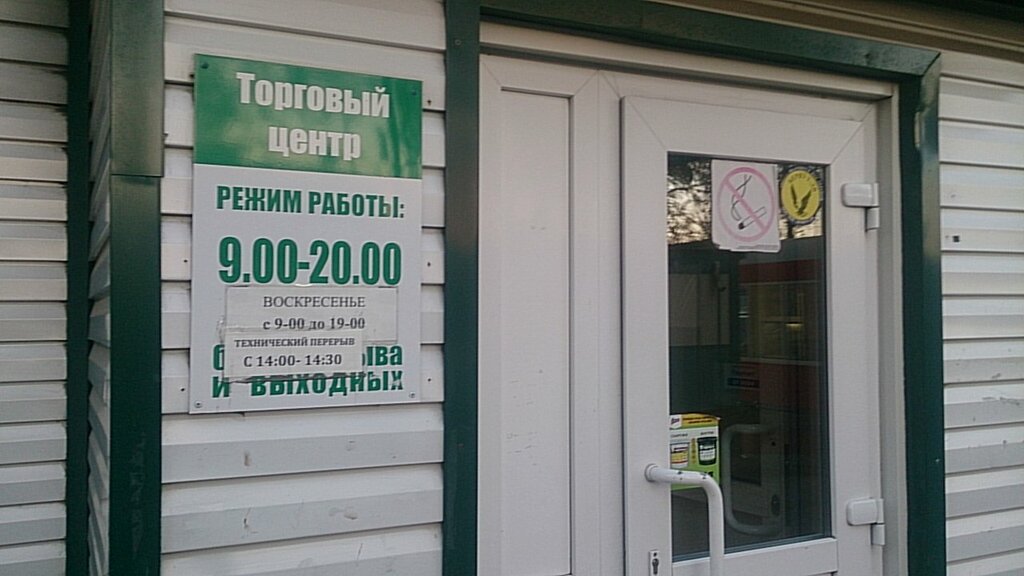 Торговый
центр
РЕЖИМ РАБОТЫ:
9.00-20.00
ВОСКРЕСЕНЬЕ
с 9-00 до 19-00
ТЕХНИЧЕСКИЙ ПЕРЕРЫВ
С 14:00- 14:30
и выходных